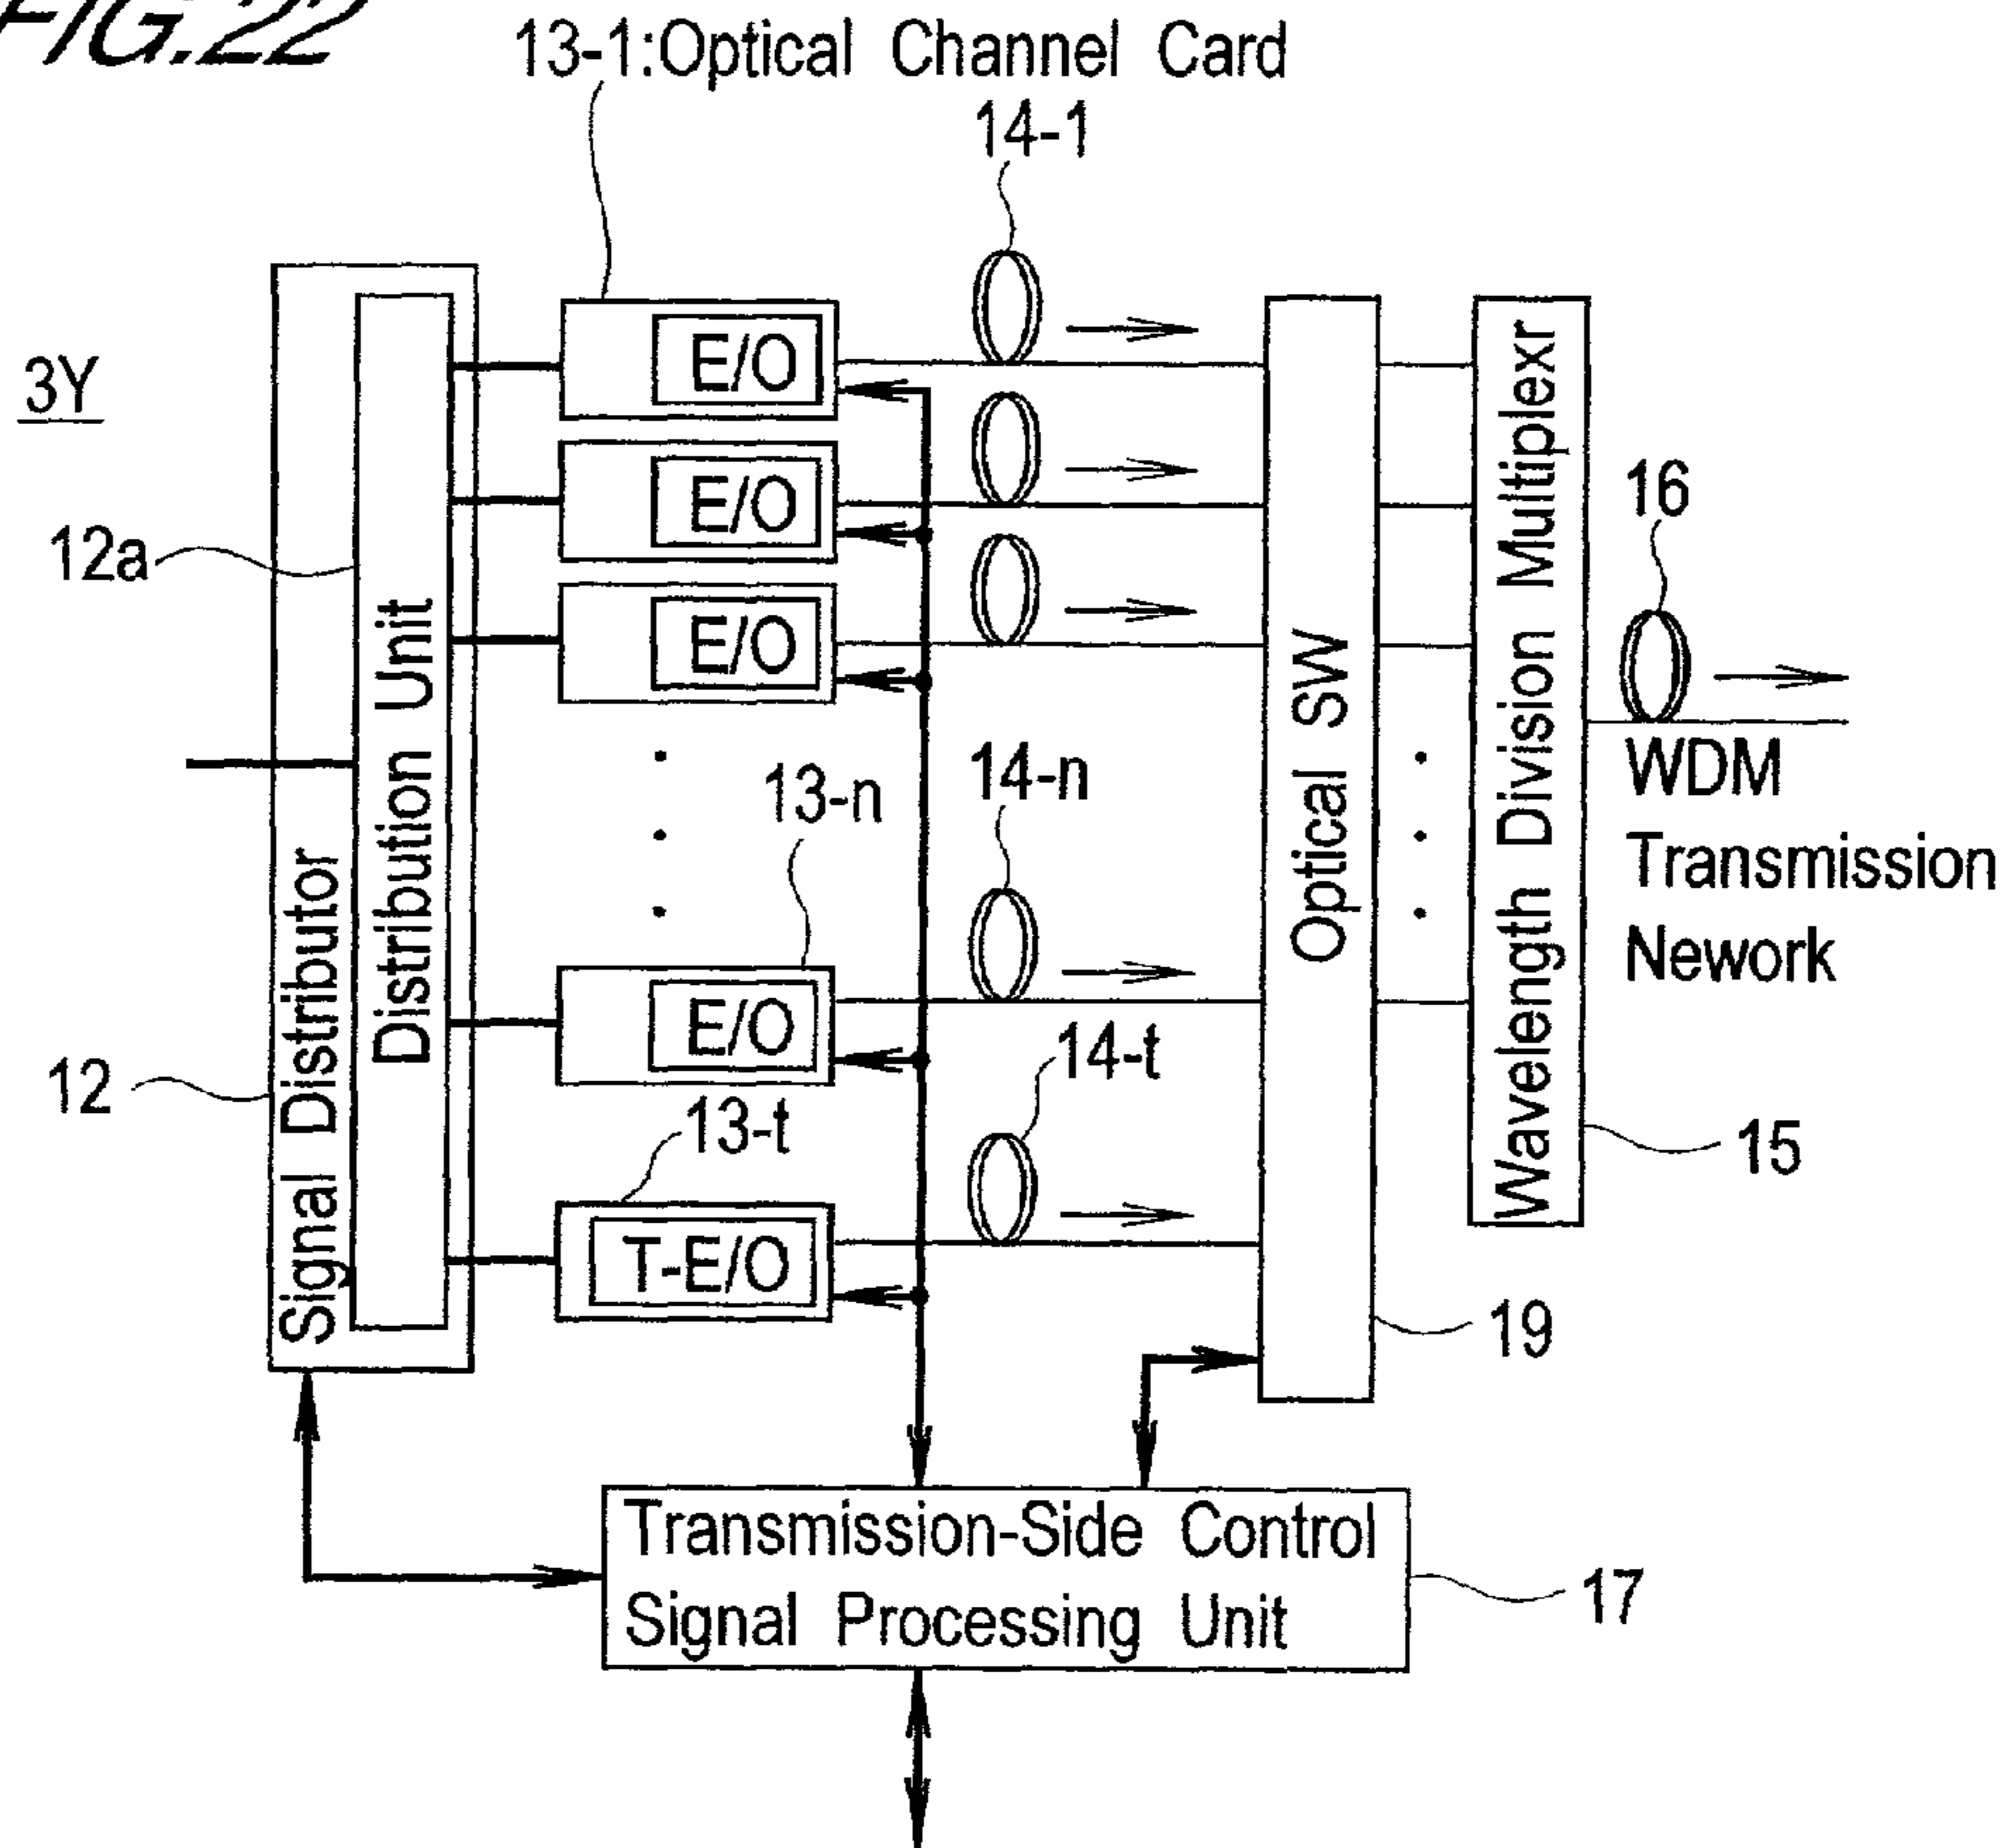 FIG.22
13-1:Optical Channel Card
14-1
3Y
E/O
E/O
E/O
12a
16
Distribution Unit
Optical SW
Wavelength Division Multiplexr
WDM
Transmission
Nework
13-n
14-n
Signal Distributor
E/O
14-t
12
13-t
15
T-E/O
19
Transmission-Side Control
Signal Processing Unit
17